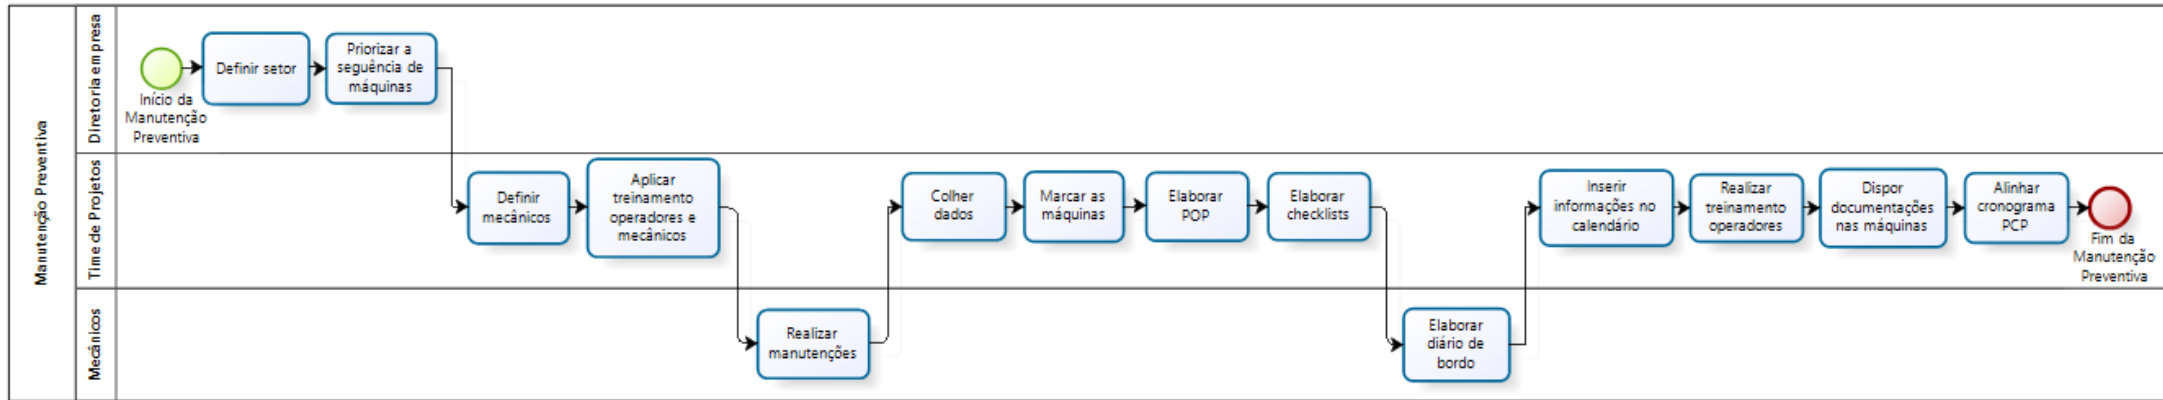 Manutenção Preventiva
Diretoria empresa
Início da
Manutenção
Preventiva
Definir setor
Priorizar a
seguência de
máquinas
Time de Projetos
Definir
mecânicos
Aplicar
treinamento
operadores e
mecânicos
Colher
dados
Marcar as
máquinas
Elaborar
POP
Elaborar
checklists
Inserir
informações no
calendário
Realizar
treinamento
operadores
Dispor
documentações
nas máquinas
Alinhar
cronograma
PCP
Fim da
Manutenção
Preventiva
Mecânicos
Realizar
manutenções
Elaborar
diário de
bordo